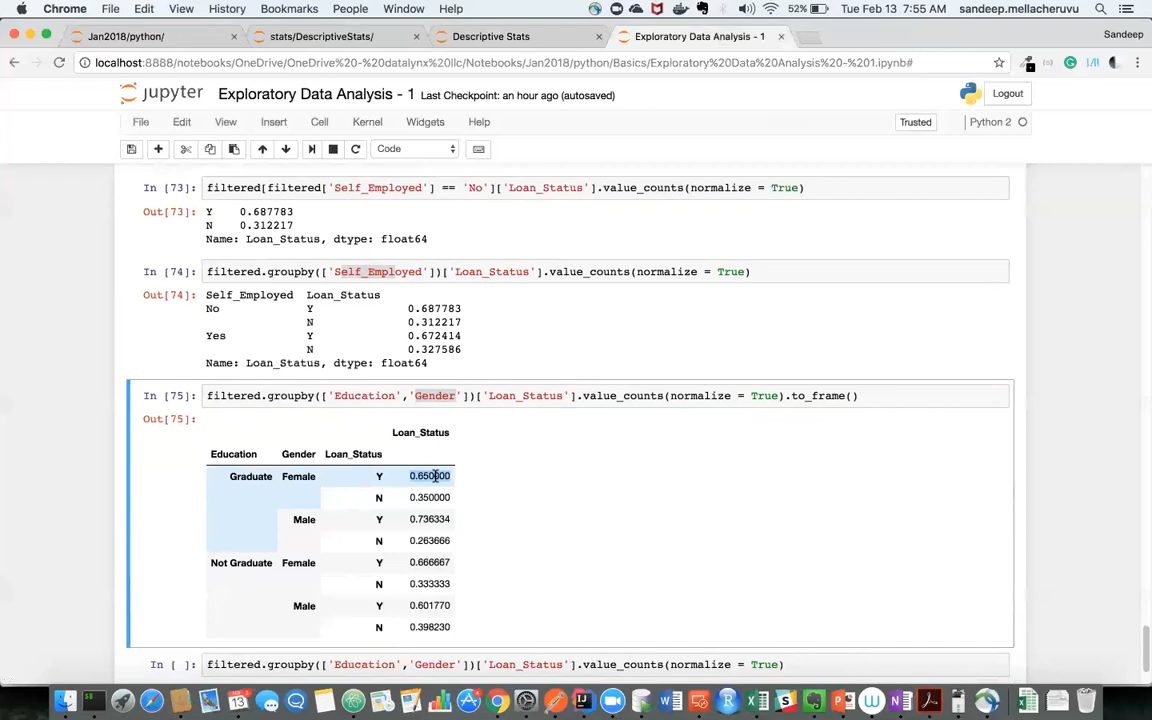 Chrome File Edit View History Bookmarks People Window Help 52% Tue Feb 13 7:55 AM sandeep.mellacheruvu
Jan2018/python/ stats/DescriptiveStats/ Descriptive Stats Exploratory Data Analysis - 1 Sandeep
localhost:8888/notebooks/OneDrive/OneDrive%20-%20datalynx%20llc/Notebooks/Jan2018/python/Basics/Exploratory%20Data%20Analysis%20-%201.ipynb#
jupyter Exploratory Data Analysis - 1 Last Checkpoint: an hour ago (autosaved) Logout
File Edit View Insert Cell Kernel Widgets Help Trusted Python 2
Code
In [73]: filtered[filtered['Self_Employed'] == 'No']['Loan_Status'].value_counts(normalize = True)
Out[73]: Y 0.687783
N 0.312217
Name: Loan_Status, dtype: float64
In [74]: filtered.groupby(['Self_Employed'])['Loan_Status'].value_counts(normalize = True)
Out[74]: Self_Employed Loan_Status
No Y 0.687783
N 0.312217
Yes Y 0.672414
N 0.327586
Name: Loan_Status, dtype: float64
In [75]: filtered.groupby(['Education','Gender'])['Loan_Status'].value_counts(normalize = True).to_frame()
Out[75]:
Loan_Status
Education Gender Loan_Status
Graduate Female Y 0.650000
N 0.350000
Male Y 0.736334
N 0.263666
Not Graduate Female Y 0.666667
N 0.333333
Male Y 0.601770
N 0.398230
In [ ]: filtered.groupby(['Education','Gender'])['Loan_Status'].value_counts(normalize = True)